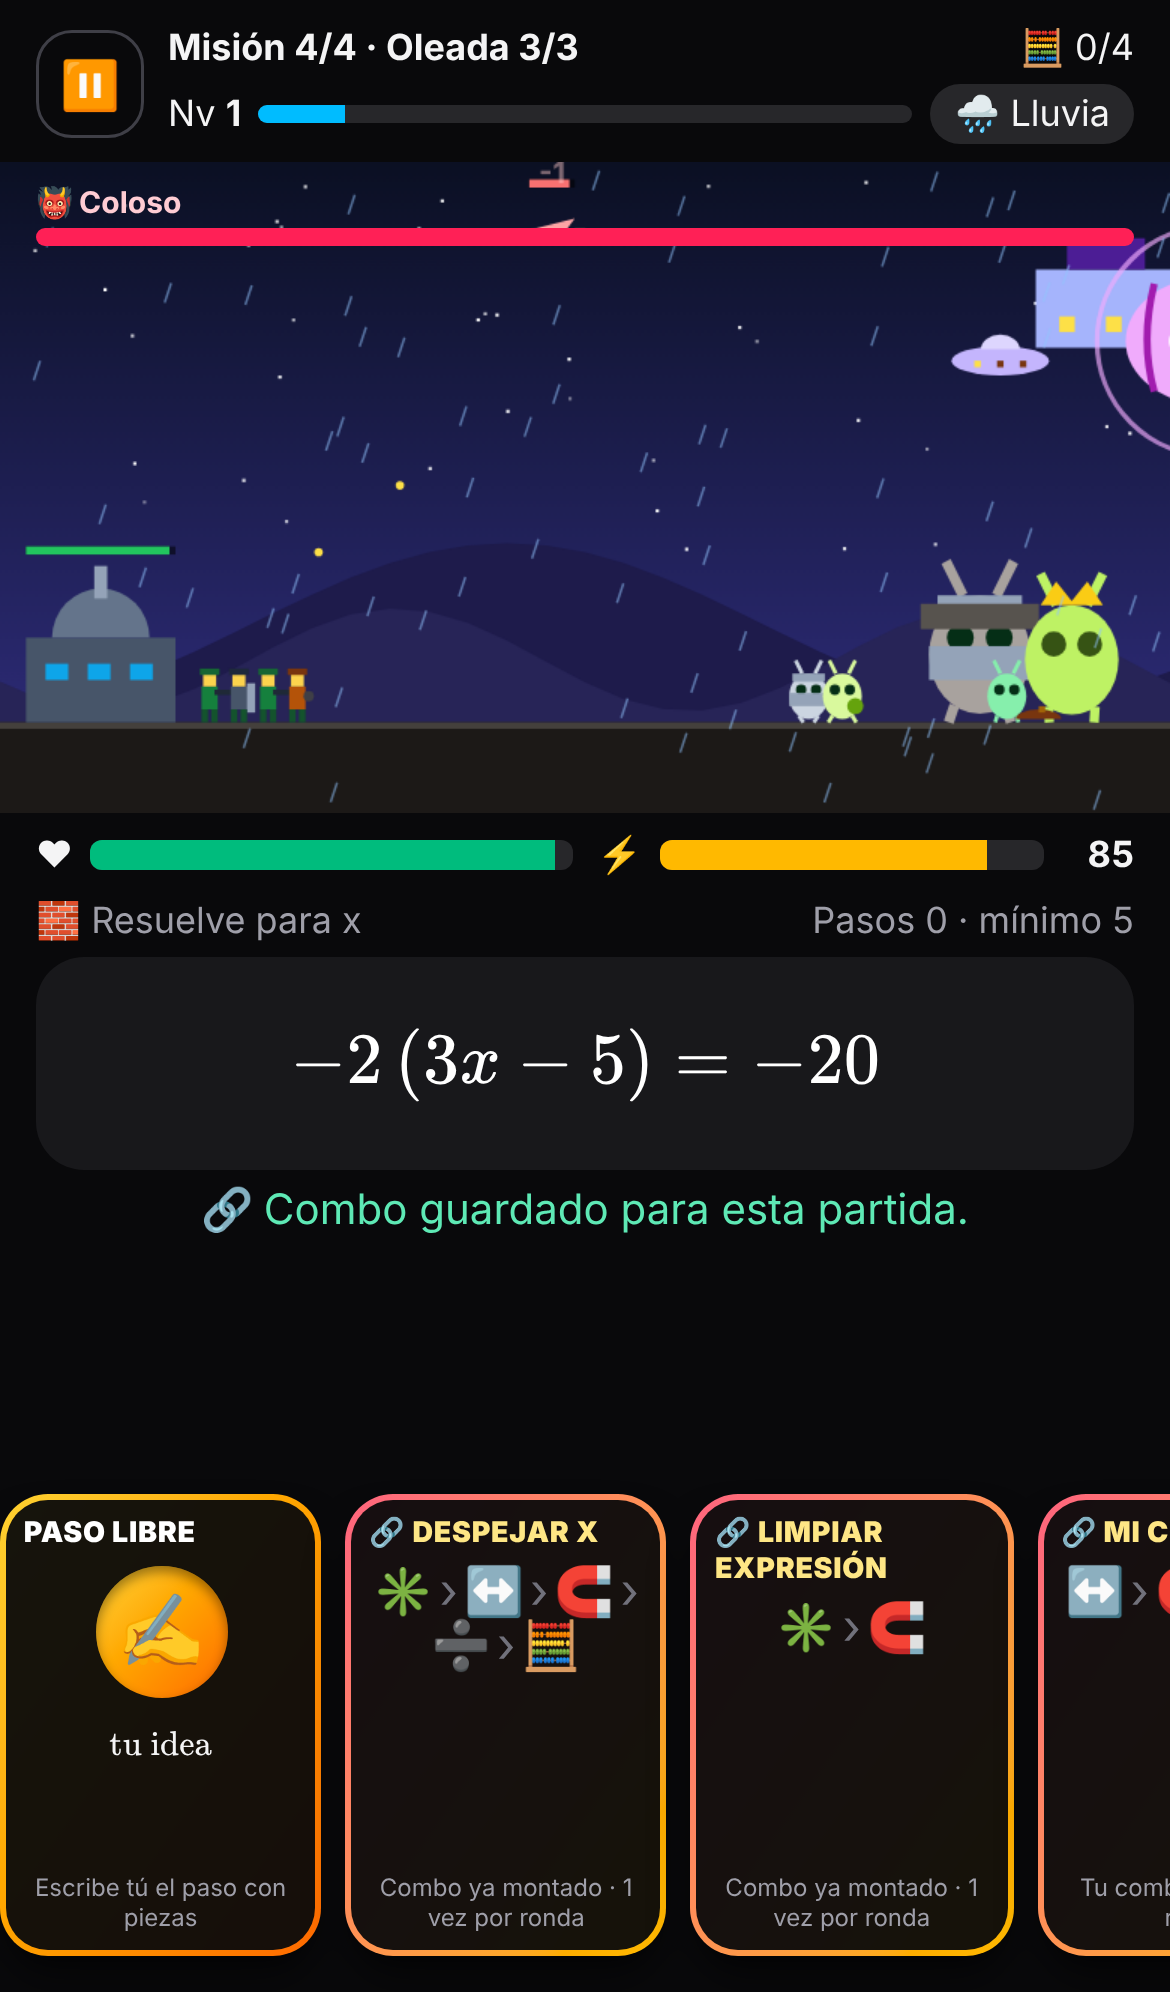 Misión 4/4 · Oleada 3/3
🧮 0/4
Nv 1
🌧️ Lluvia
-1
👹 Coloso
85
🧱 Resuelve para x
Pasos 0 · mínimo 5
−2 (3x − 5) = −20
🔗 Combo guardado para esta partida.
PASO LIBRE
tu idea
Escribe tú el paso con
piezas
🔗 DESPEJAR X
Combo ya montado · 1
vez por ronda
🔗 LIMPIAR
EXPRESIÓN
Combo ya montado · 1
vez por ronda
🔗 MI
Tu